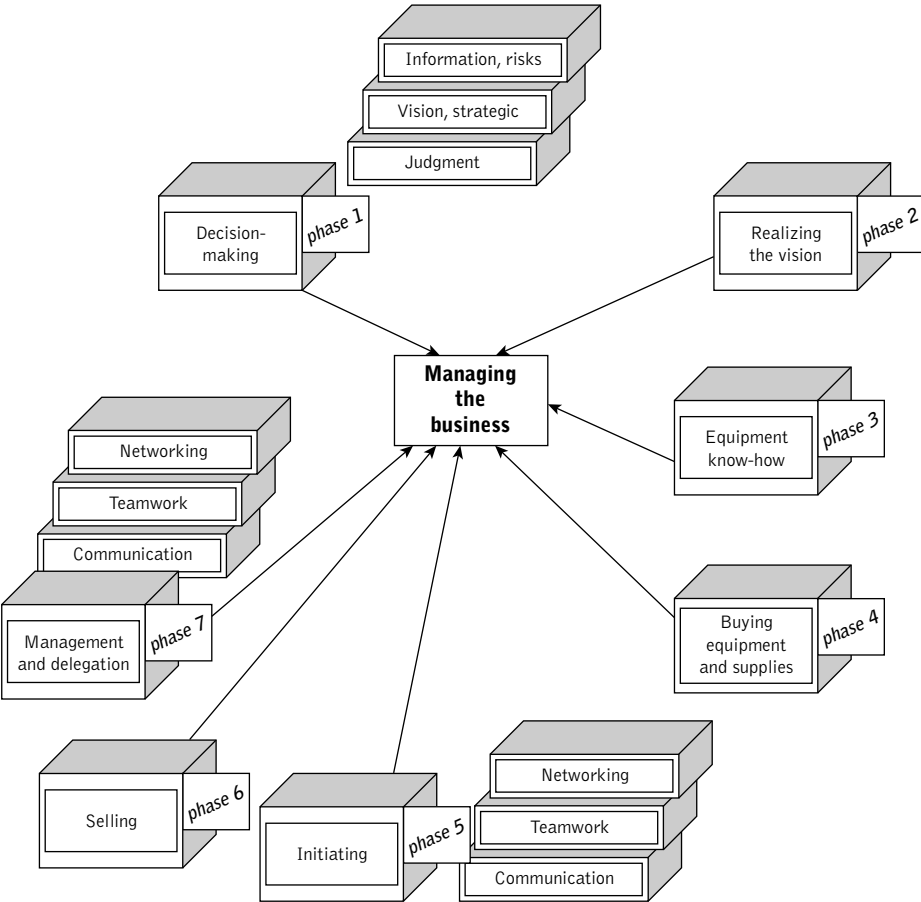 Information, risks
Vision, strategic
Judgment
Decision-
making
phase 1
Realizing
the vision
phase 2
Managing
the
business
Equipment
know-how
phase 3
Networking
Teamwork
Communication
Management
and delegation
phase 7
Buying
equipment
and supplies
phase 4
Selling
phase 6
Initiating
phase 5
Networking
Teamwork
Communication